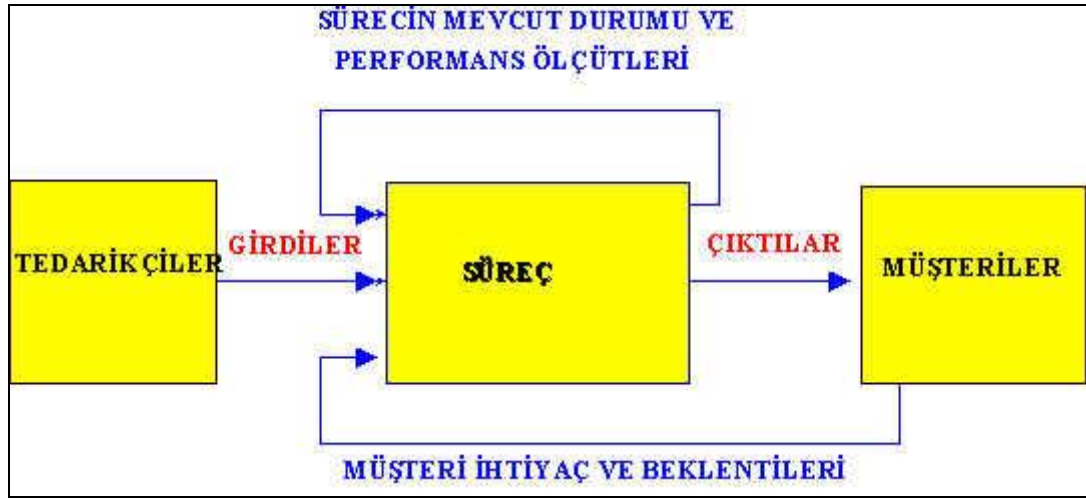 SÜRECİN MEVCUT DURUMU VE
PERFORMANS ÖLÇÜTLERİ
TEDARİKÇİLER
GİRDİLER
SÜREÇ
ÇIKTILAR
MÜŞTERİLER
MÜŞTERİ İHTİYAÇ VE BEKLENTİLERİ